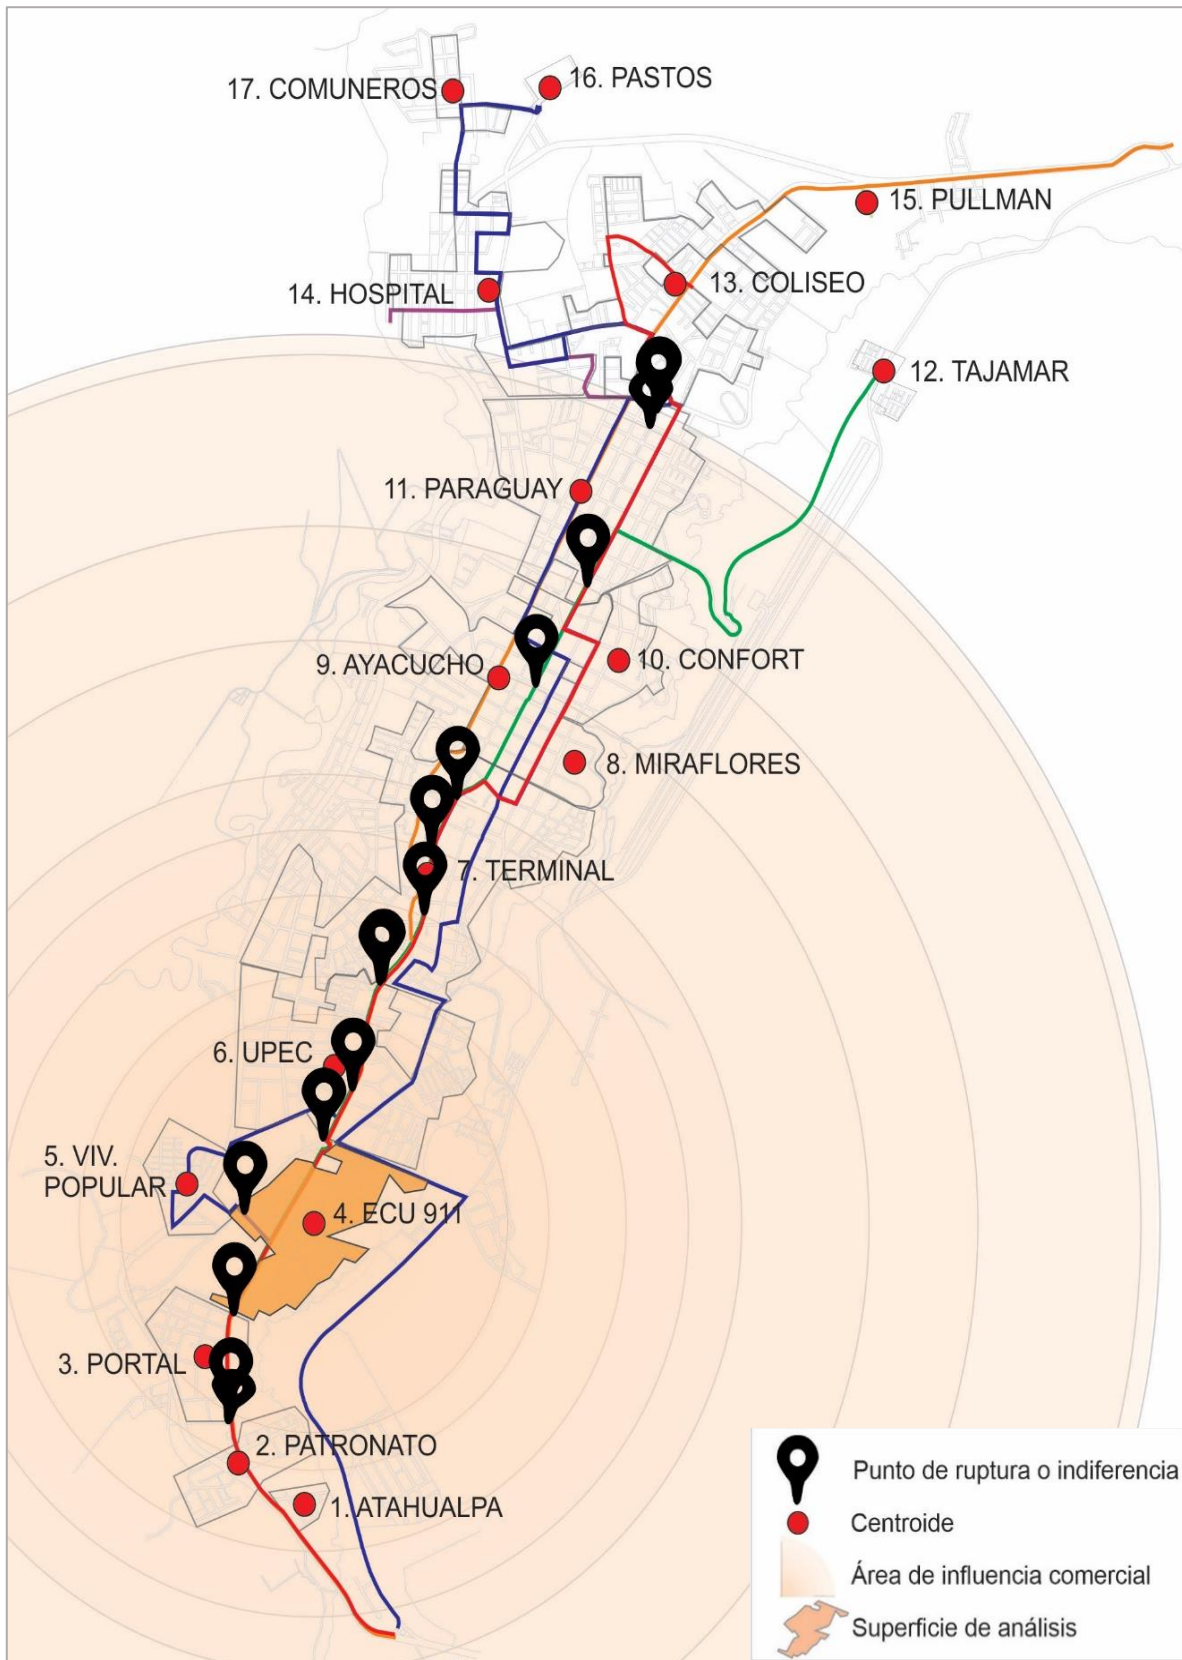 17. COMUNEROS
16. PASTOS
15. PULLMAN
14. HOSPITAL
13. COLISEO
12. TAJAMAR
11. PARAGUAY
9. AYACUCHO
10. CONFORT
8. MIRAFLORES
7. TERMINAL
6. UPEC
5. VIV.
POPULAR
4. ECU 911
3. PORTAL
2. PATRONATO
1. ATAHUALPA
Punto de ruptura o indiferencia
Centroide
Área de influencia comercial
Superficie de análisis